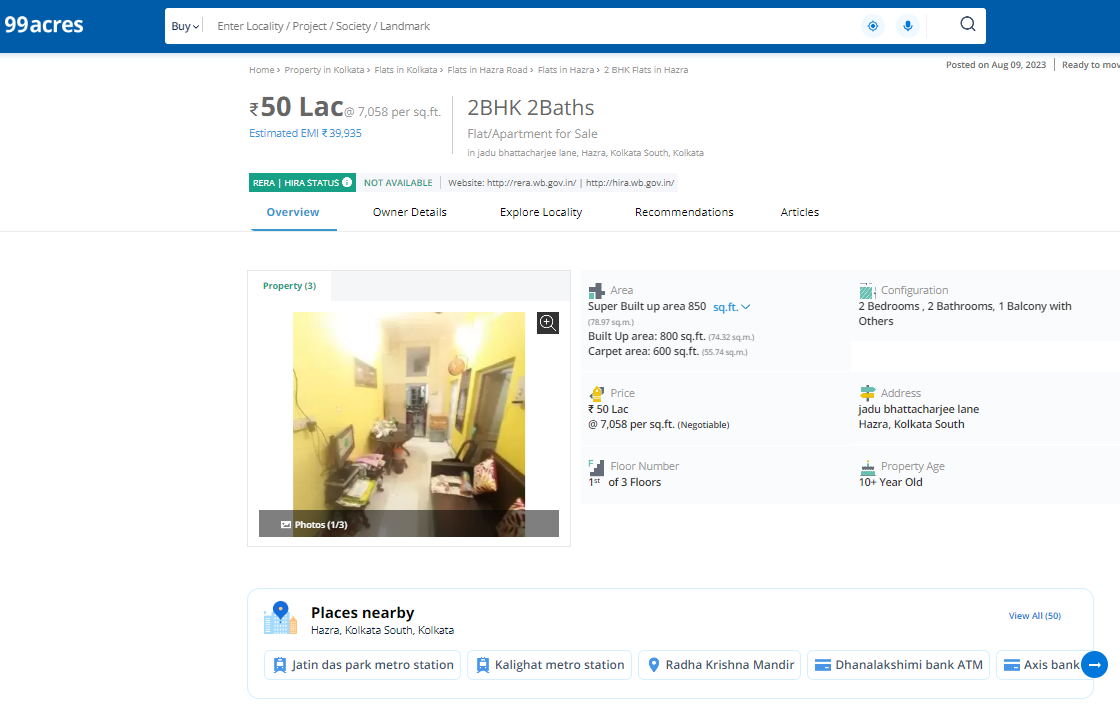 99acres
Buy Enter Locality / Project / Society / Landmark
Home › Property in Kolkata › Flats in Kolkata › Flats in Hazra Road › Flats in Hazra › 2 BHK Flats in Hazra
Posted on Aug 09, 2023 | Ready to mov
₹50 Lac @ 7,058 per sq.ft.
Estimated EMI ₹ 39,935
2BHK 2Baths
Flat/Apartment for Sale
in jadu bhattacharjee lane, Hazra, Kolkata South, Kolkata
RERA | HIRA STATUS NOT AVAILABLE Website: http://rera.wb.gov.in/ | http://hira.wb.gov.in/
Overview Owner Details Explore Locality Recommendations Articles
Property (3)
Photos (1/3)
Area
Super Built up area 850 sq.ft.
(78.97 sq.m.)
Built Up area: 800 sq.ft. (74.32 sq.m.)
Carpet area: 600 sq.ft. (55.74 sq.m.)
Configuration
2 Bedrooms , 2 Bathrooms, 1 Balcony with
Others
Price
₹ 50 Lac
@ 7,058 per sq.ft. (Negotiable)
Address
jadu bhattacharjee lane
Hazra, Kolkata South
Floor Number
1st of 3 Floors
Property Age
10+ Year Old
Places nearby
Hazra, Kolkata South, Kolkata
View All (50)
Jatin das park metro station Kalighat metro station Radha Krishna Mandir Dhanalakshimi bank ATM Axis bank